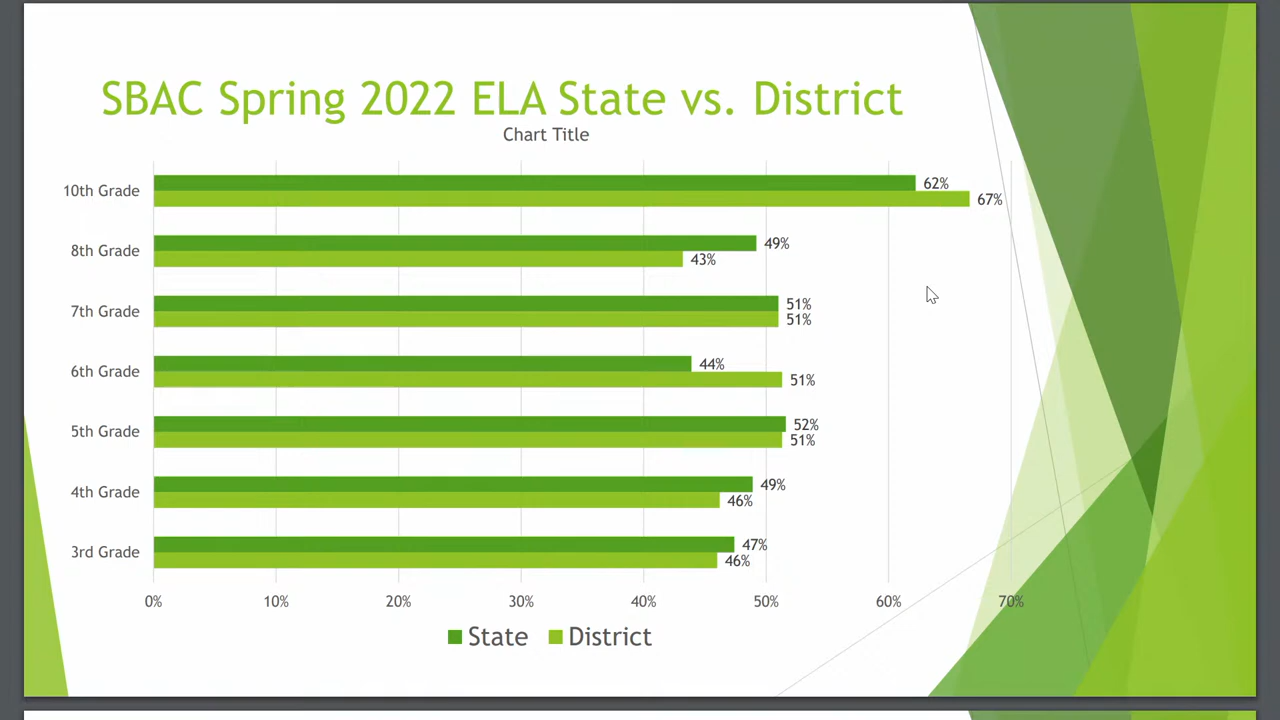 SBAC Spring 2022 ELA State vs. District
Chart Title
10th Grade
62%
67%
8th Grade
49%
43%
7th Grade
51%
51%
6th Grade
44%
51%
5th Grade
52%
51%
4th Grade
49%
46%
3rd Grade
47%
46%
0% 10% 20% 30% 40% 50% 60% 70%
State District